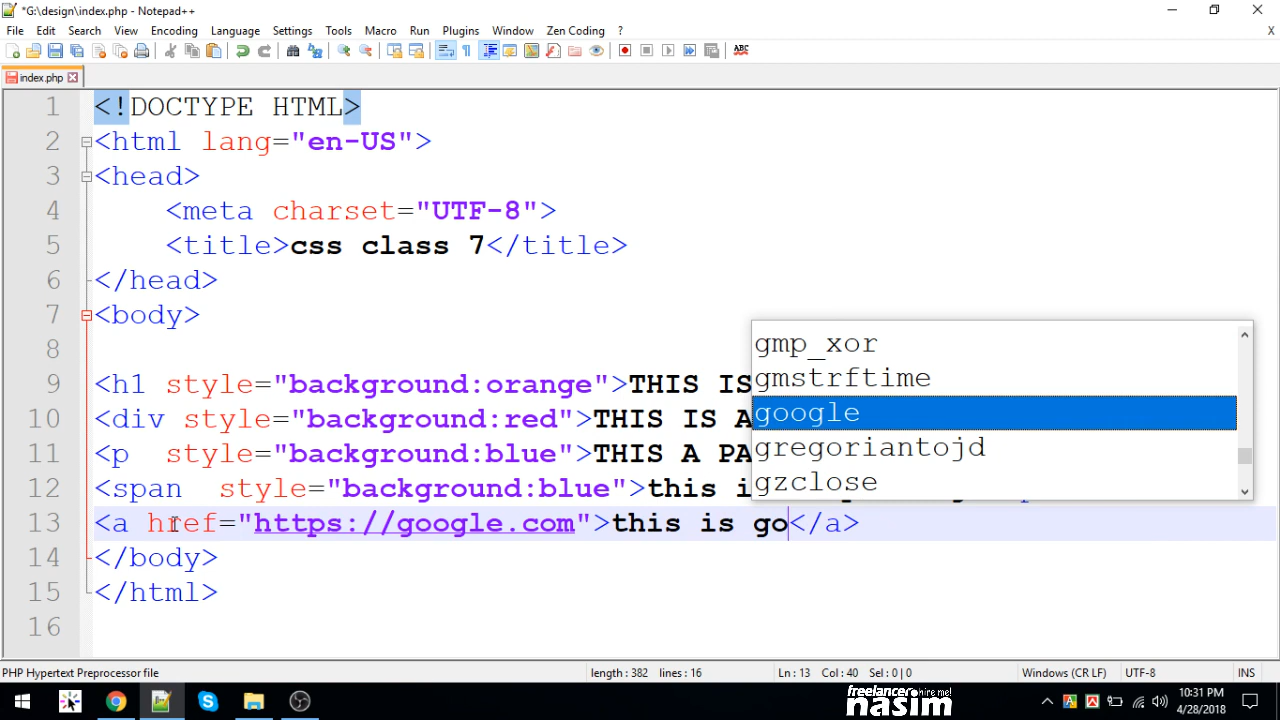 *G:\design\index.php - Notepad++
File Edit Search View Encoding Language Settings Tools Macro Run Plugins Window Zen Coding ? X
index.php
1 <!DOCTYPE HTML>
2 <html lang="en-US">
3 <head>
4 <meta charset="UTF-8">
5 <title>css class 7</title>
6 </head>
7 <body>
8
9 <h1 style="background:orange">THIS IS
10 <div style="background:red">THIS IS A
11 <p style="background:blue">THIS A PA
12 <span style="background:blue">this i
13 <a href="https://google.com">this is go</a>
14 </body>
15 </html>
16
gmp_xor
gmstrftime
google
gregoriantojd
gzclose
PHP Hypertext Preprocessor file length : 382 lines : 16 Ln : 13 Col : 40 Sel : 0 | 0 Windows (CR LF) UTF-8 INS
freelancer hire me!
nasim
10:31 PM
4/28/2018